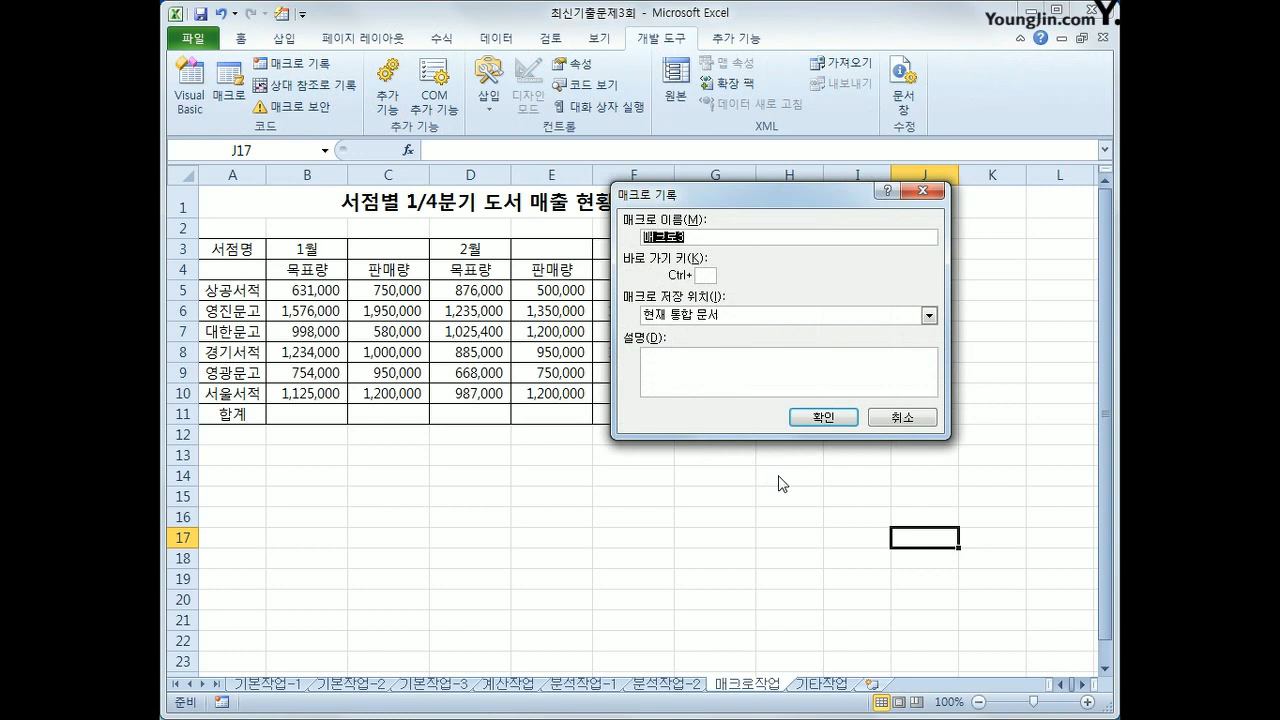 최신기출문제3회 - Microsoft Excel
YoungJin.com Y.
파일 홈 삽입 페이지 레이아웃 수식 데이터 검토 보기 개발 도구 추가 기능
Visual Basic
매크로
매크로 기록
상대 참조로 기록
매크로 보안
코드
추가 기능
COM 추가 기능
추가 기능
삽입
디자인 모드
속성
코드 보기
대화 상자 실행
컨트롤
원본
맵 속성
확장 팩
데이터 새로 고침
가져오기
내보내기
XML
문서 창
수정
J17
fx
A B C D E F G H I J K L
1 서점별 1/4분기 도서 매출 현황
2
3 서점명 1월 2월
4 목표량 판매량 목표량 판매량
5 상공서적 631,000 750,000 876,000 500,000
6 영진문고 1,576,000 1,950,000 1,235,000 1,350,000
7 대한문고 998,000 580,000 1,025,400 1,200,000
8 경기서적 1,234,000 1,000,000 885,000 950,000
9 영광문고 754,000 950,000 668,000 750,000
10 서울서적 1,125,000 1,200,000 987,000 1,200,000
11 합계
12
13
14
15
16
17
18
19
20
21
22
23
매크로 기록
매크로 이름(M):
매크로3
바로 가기 키(K):
Ctrl+
매크로 저장 위치(I):
현재 통합 문서
설명(D):
확인 취소
기본작업-1 기본작업-2 기본작업-3 계산작업 분석작업-1 분석작업-2 매크로작업 기타작업
준비 100%